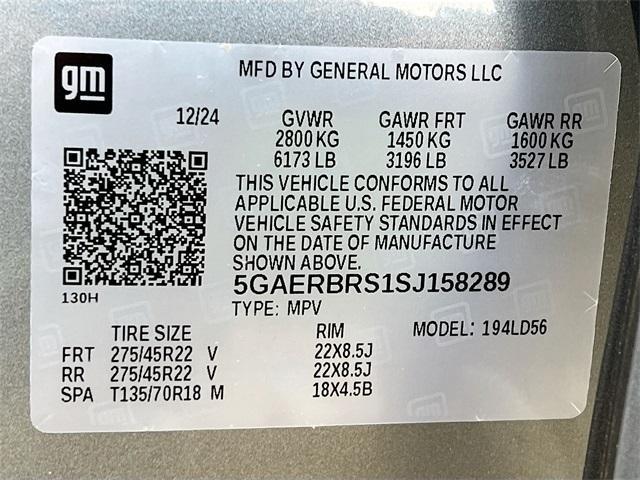 gm
MFD BY GENERAL MOTORS LLC
12/24 GVWR GAWR FRT GAWR RR
2800 KG 1450 KG 1600 KG
6173 LB 3196 LB 3527 LB
THIS VEHICLE CONFORMS TO ALL
APPLICABLE U.S. FEDERAL MOTOR
VEHICLE SAFETY STANDARDS IN EFFECT
ON THE DATE OF MANUFACTURE
SHOWN ABOVE.
5GAERBRS1SJ158289
130H
TYPE: MPV
TIRE SIZE RIM MODEL: 194LD56
FRT 275/45R22 V 22X8.5J
RR 275/45R22 V 22X8.5J
SPA T135/70R18 M 18X4.5B